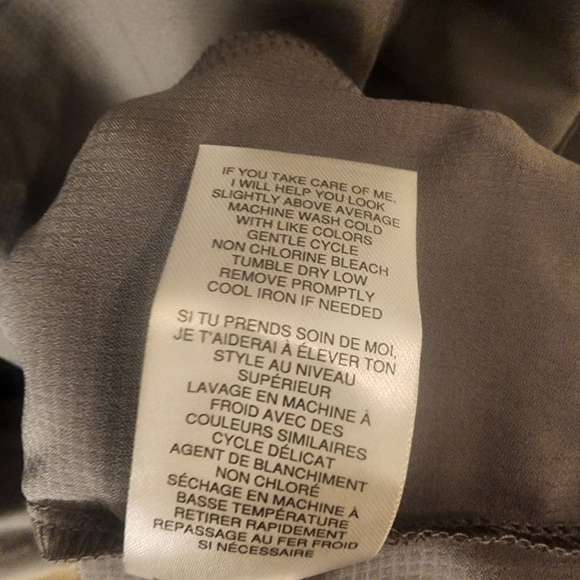 IF YOU TAKE CARE OF ME,
I WILL HELP YOU LOOK
SLIGHTLY ABOVE AVERAGE
MACHINE WASH COLD
WITH LIKE COLORS
GENTLE CYCLE
NON CHLORINE BLEACH
TUMBLE DRY LOW
REMOVE PROMPTLY
COOL IRON IF NEEDED
SI TU PRENDS SOIN DE MOI,
JE T'AIDERAI À ÉLEVER TON
STYLE AU NIVEAU
SUPÉRIEUR
LAVAGE EN MACHINE À
FROID AVEC DES
COULEURS SIMILAIRES
CYCLE DÉLICAT
AGENT DE BLANCHIMENT
NON CHLORÉ
SÉCHAGE EN MACHINE À
BASSE TEMPÉRATURE
RETIRER RAPIDEMENT
REPASSAGE AU FER FROID
SI NÉCESSAIRE